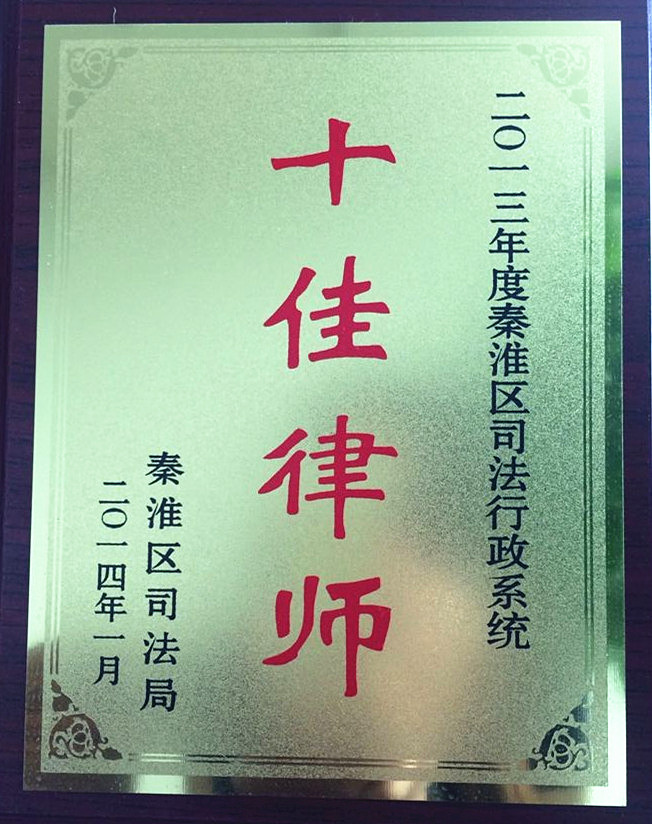 二〇一三年度秦淮区司法行政系统
十佳律师
秦淮区司法局
二〇一四年一月